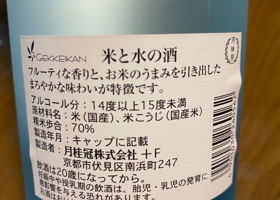 GEKKEIKAN
米と水の酒
フルーティな香りと、お米のうまみを引き出した
まろやかな味わいが特徴です。
アルコール分：14度以上15度未満
原材料名：米（国産）、米こうじ（国産米）
精米歩合：70%
製造年月：キャップに記載
製造者：月桂冠株式会社 ＋F
京都市伏見区南浜町247
飲酒は20歳になってから。
妊娠中や授乳期の飲酒は、胎児・乳児の発育に